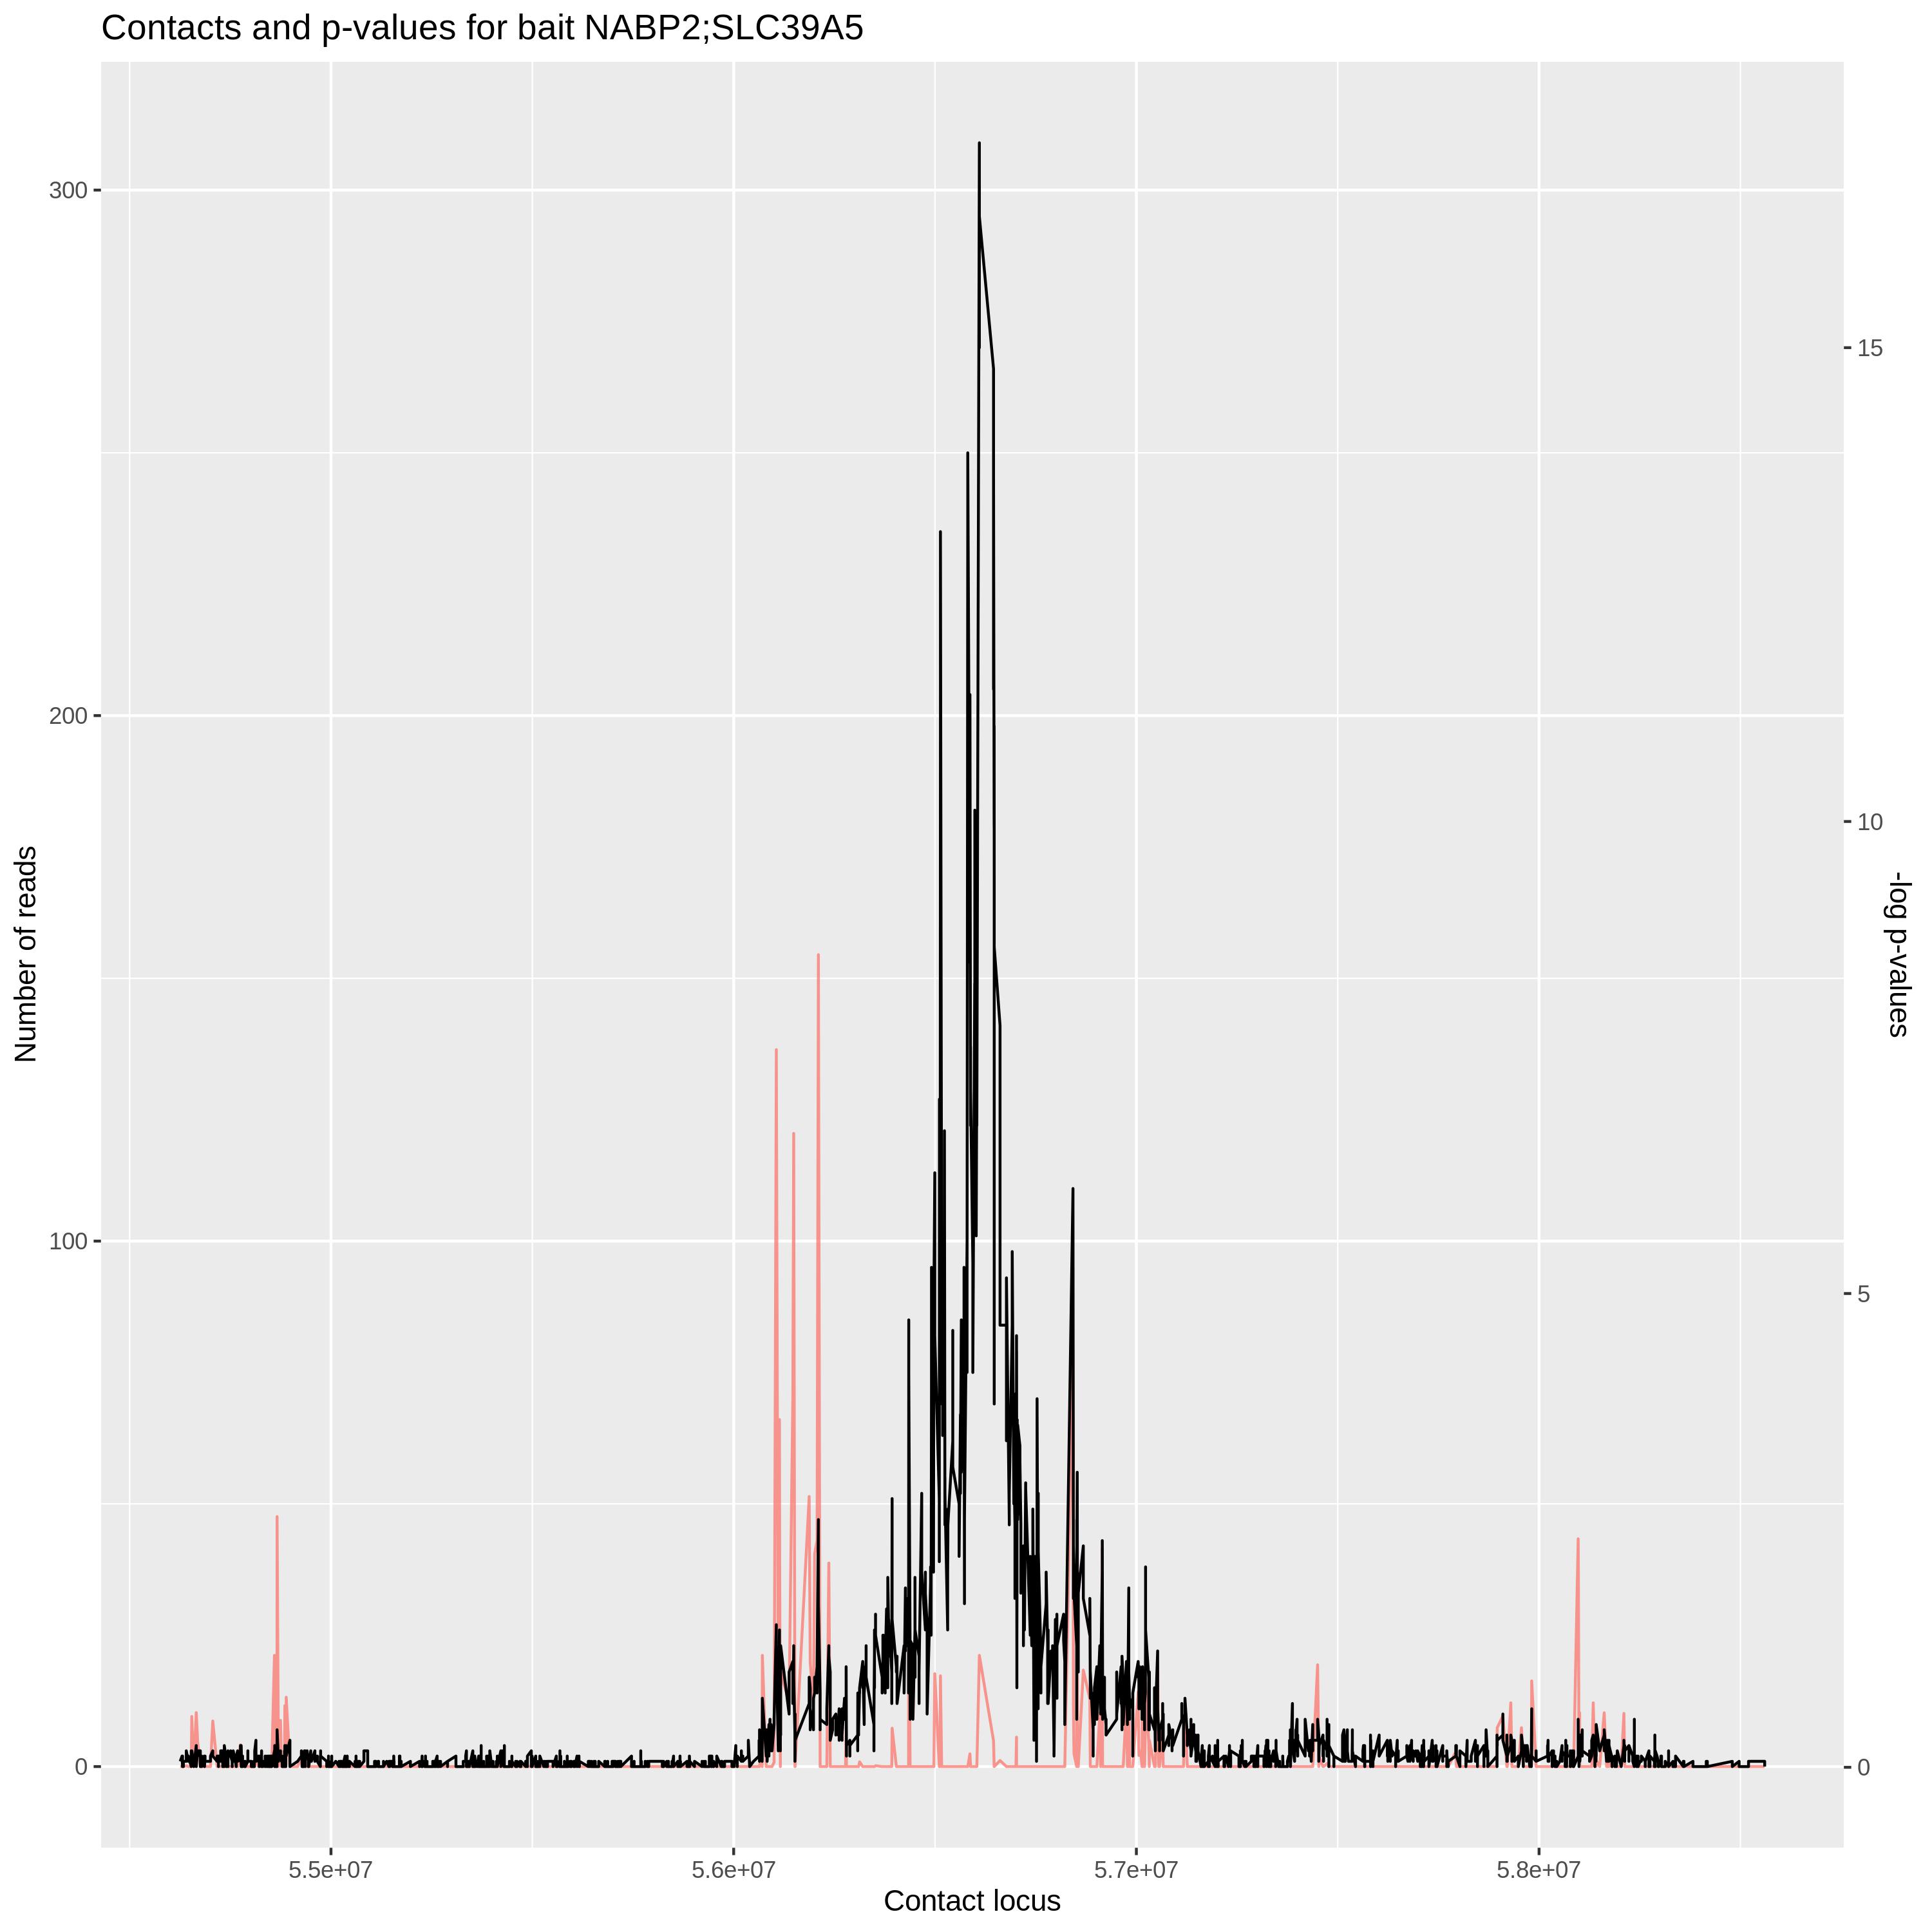 Contacts and p-values for bait NABP2;SLC39A5
Number of reads
300
200
100
0
15
10
5
0
-log p-values
5.5e+07
5.6e+07
5.7e+07
5.8e+07
Contact locus